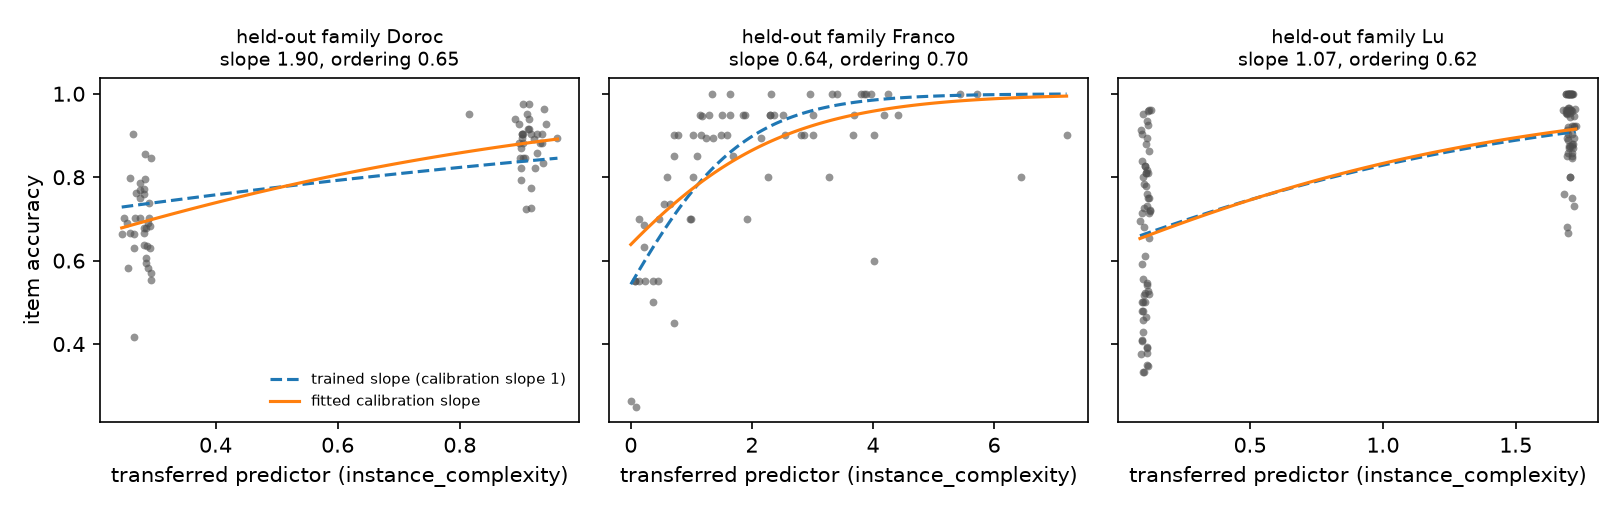 held-out family Doroc
slope 1.90, ordering 0.65
held-out family Franco
slope 0.64, ordering 0.70
held-out family Lu
slope 1.07, ordering 0.62
item accuracy
1.0
0.8
0.6
0.4
trained slope (calibration slope 1)
fitted calibration slope
0.4 0.6 0.8
0 2 4 6
0.5 1.0 1.5
transferred predictor (instance_complexity)
transferred predictor (instance_complexity)
transferred predictor (instance_complexity)